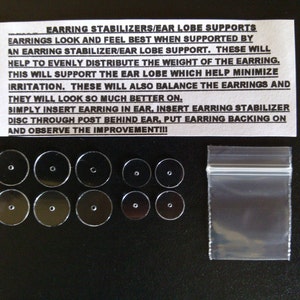 EARRING STABILIZERS/EAR LOBE SUPPORTS
EARRINGS LOOK AND FEEL BEST WHEN SUPPORTED BY
AN EARRING STABILIZER/EAR LOBE SUPPORT. THESE WILL
HELP TO EVENLY DISTRIBUTE THE WEIGHT OF THE EARRING.
THIS WILL SUPPORT THE EAR LOBE WHICH HELP MINIMIZE
IRRITATION. THESE WILL ALSO BALANCE THE EARRINGS AND
THEY WILL LOOK SO MUCH BETTER ON.
SIMPLY INSERT EARRING IN EAR, INSERT EARRING STABILIZER
DISC THROUGH POST BEHIND EAR, PUT EARRING BACKING ON
AND OBSERVE THE IMPROVEMENT!!!